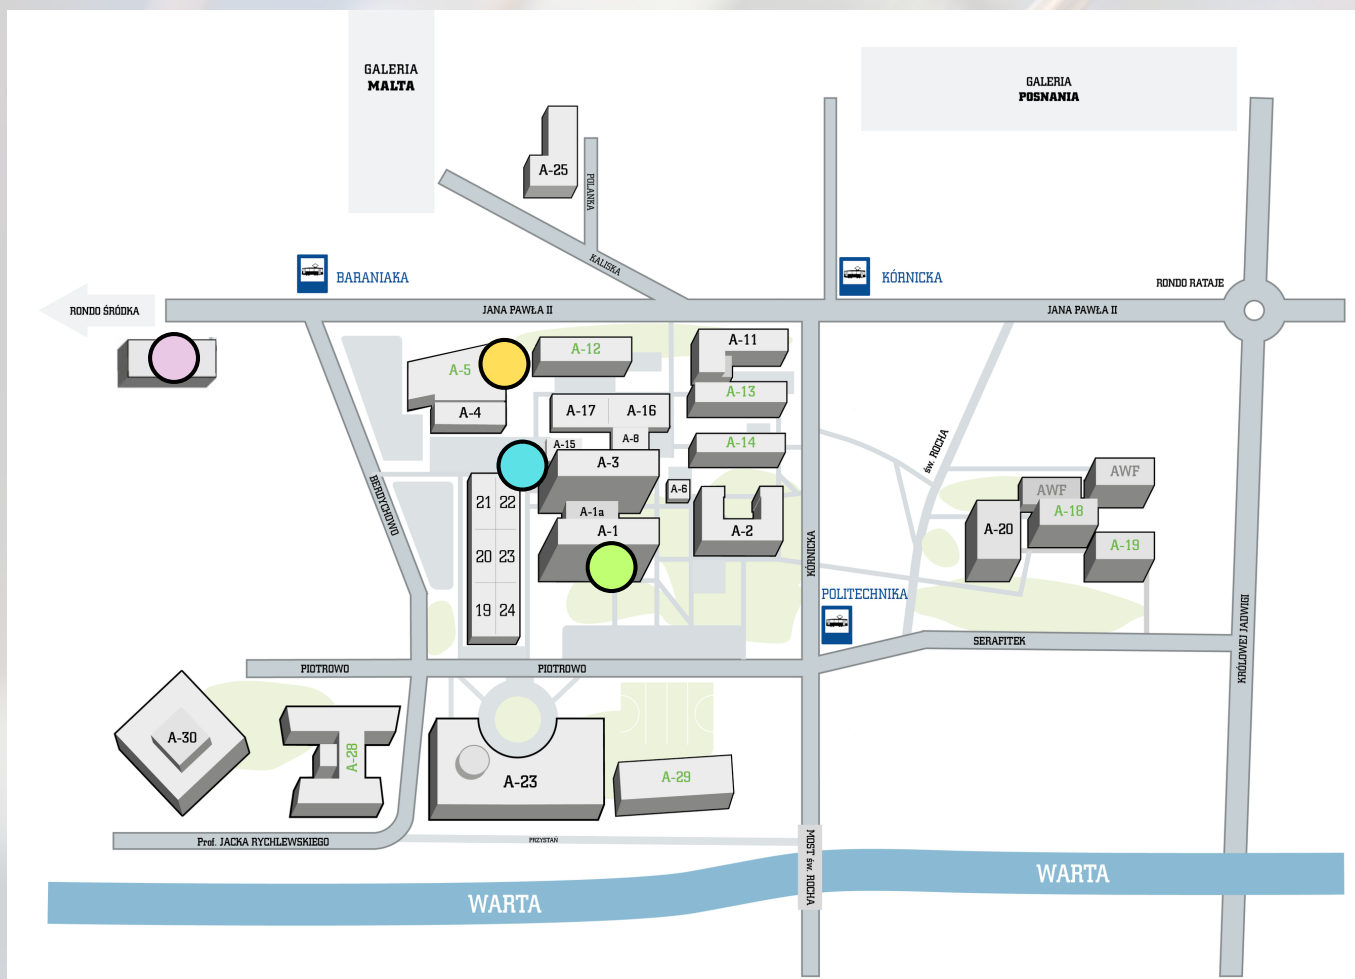 GALERIA
MALTA
GALERIA
POSNANIA
A-25
POLANKA
KALISKA
BARANIAKA
KÓRNICKA
RONDO RATAJE
RONDO ŚRÓDKA
JANA PAWŁA II
JANA PAWŁA II
A-5
A-12
A-11
A-4
A-17
A-16
A-13
A-15
A-8
A-14
A-3
A-6
A-1a
A-1
A-2
21
22
20
23
19
24
BERDYCHOWO
KÓRNICKA
św. ROCHA
AWF
AWF
A-20
A-18
A-19
POLITECHNIKA
SERAFITEK
KRÓLOWEJ JADWIGI
PIOTROWO
PIOTROWO
A-30
A-28
A-23
A-29
Prof. JACKA RYCHLEWSKIEGO
PRZYSTAŃ
MOST św. ROCHA
WARTA
WARTA